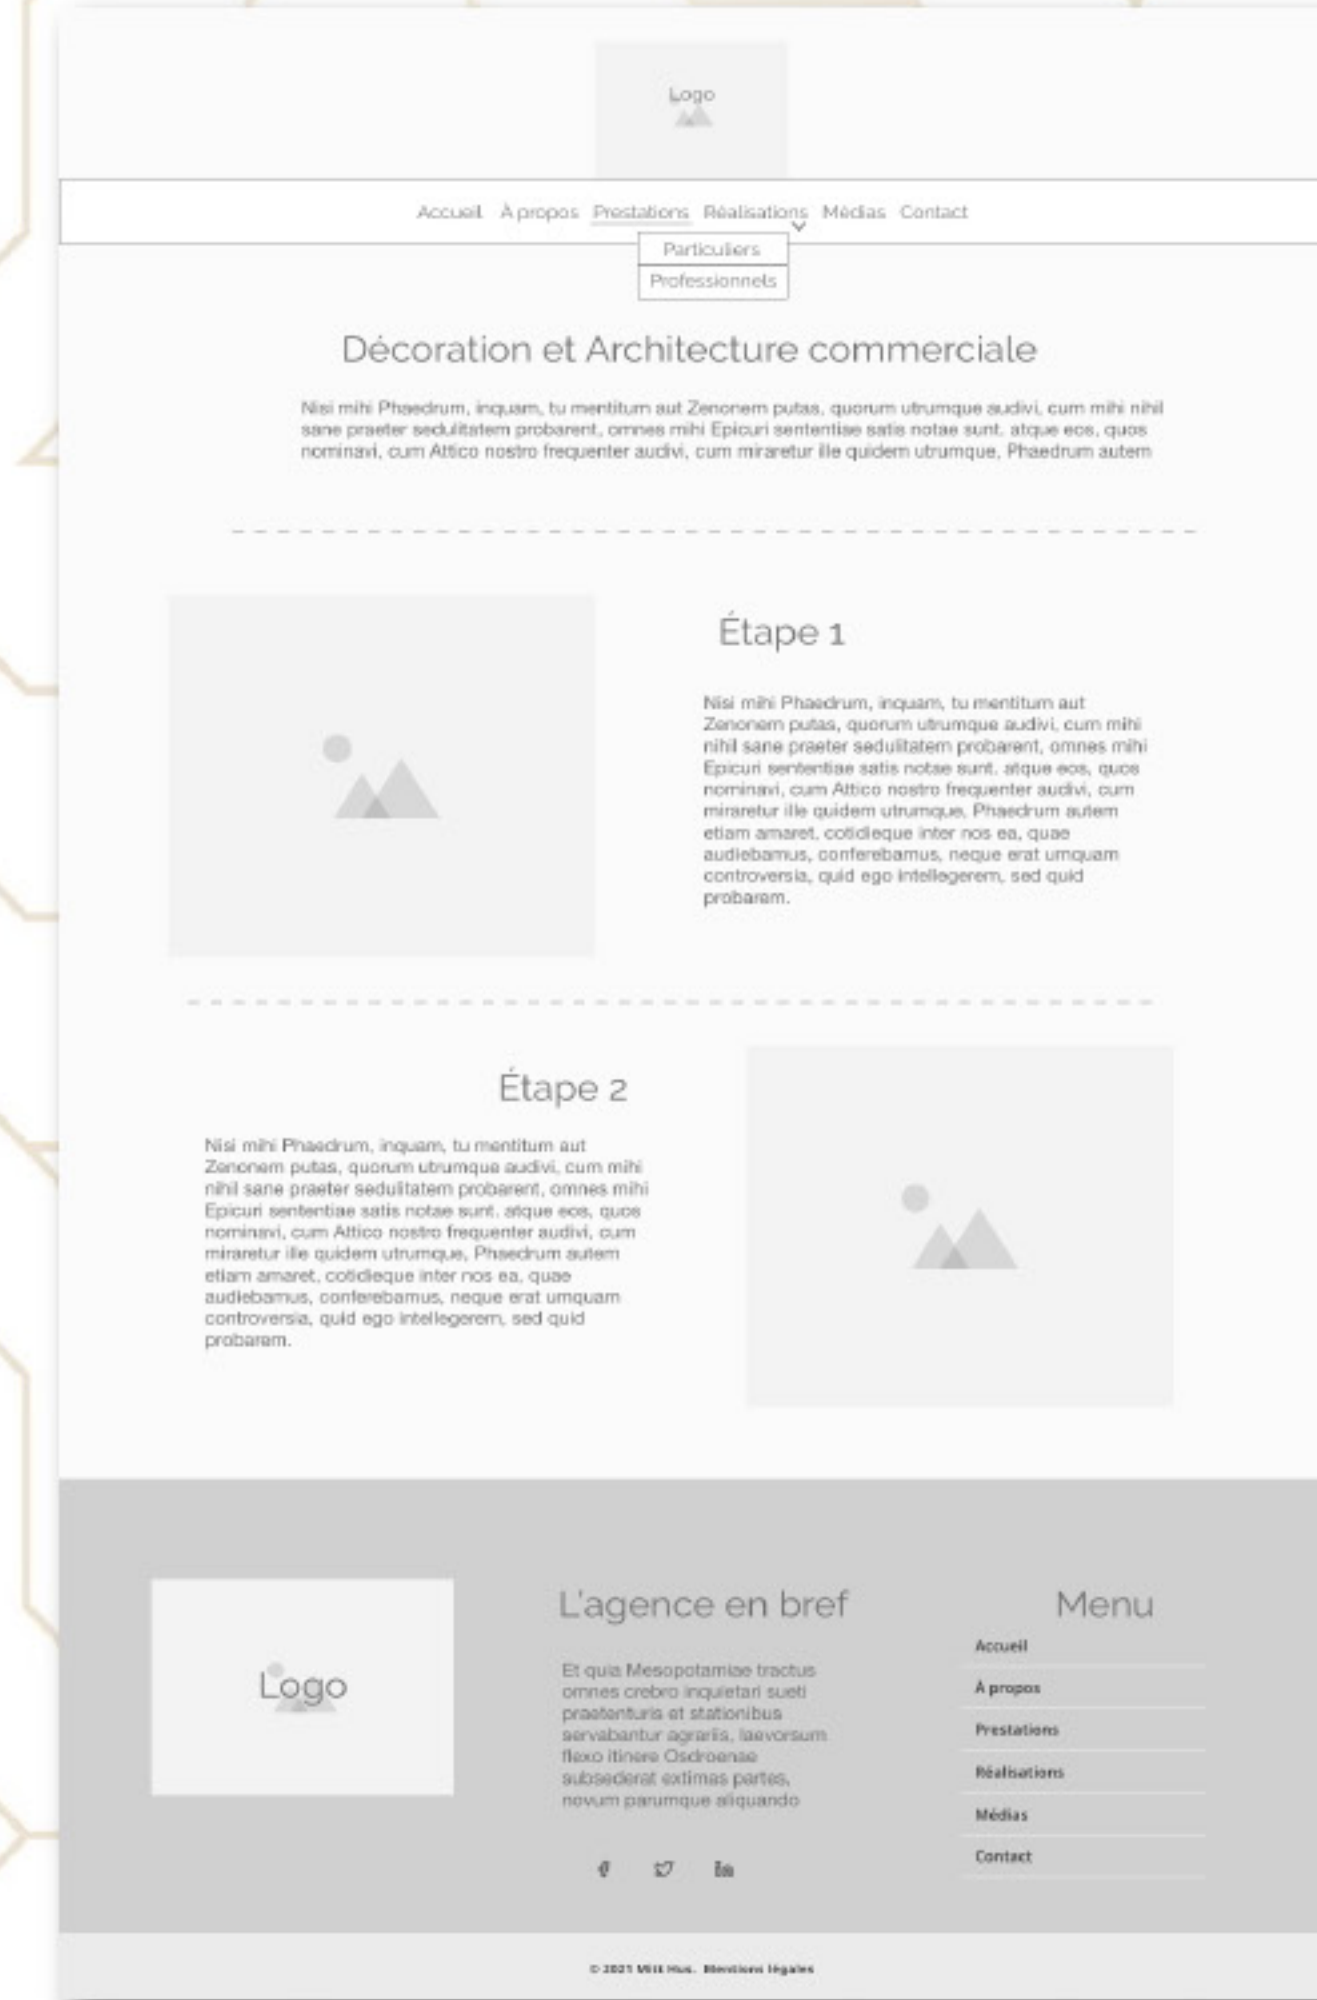 Logo
Accueil À propos Prestations Réalisations Médias Contact
Particuliers
Professionnels
Décoration et Architecture commerciale
Nisi mihi Phaedrum, inquam, tu mentitum aut Zenonem putas, quorum utrumque audivi, cum mihi nihil
sane praeter sedulitatem probarent, omnes mihi Epicuri sententiae satis notae sunt. atque eos, quos
nominavi, cum Attico nostro frequenter audivi, cum miraretur ille quidem utrumque, Phaedrum autem
Étape 1
Nisi mihi Phaedrum, inquam, tu mentitum aut
Zenonem putas, quorum utrumque audivi, cum mihi
nihil sane praeter sedulitatem probarent, omnes mihi
Epicuri sententiae satis notae sunt. atque eos, quos
nominavi, cum Attico nostro frequenter audivi, cum
miraretur ille quidem utrumque, Phaedrum autem
etiam amaret, cotidieque inter nos ea, quae
audiebamus, conferebamus, neque erat umquam
controversia, quid ego intellegerem, sed quid
probarem.
Étape 2
Nisi mihi Phaedrum, inquam, tu mentitum aut
Zenonem putas, quorum utrumque audivi, cum mihi
nihil sane praeter sedulitatem probarent, omnes mihi
Epicuri sententiae satis notae sunt. atque eos, quos
nominavi, cum Attico nostro frequenter audivi, cum
miraretur ille quidem utrumque, Phaedrum autem
etiam amaret, cotidieque inter nos ea, quae
audiebamus, conferebamus, neque erat umquam
controversia, quid ego intellegerem, sed quid
probarem.
Logo
L'agence en bref
Et quia Mesopotamiae tractus
omnes crebro inquietari sueti
praetenturis et stationibus
servabantur agrariis, laevorsum
flexo itinere Osdroenae
subsederat extimas partes,
novum parumque aliquando
Menu
Accueil
À propos
Prestations
Réalisations
Médias
Contact
© 2021 Milk Hus. Mentions légales